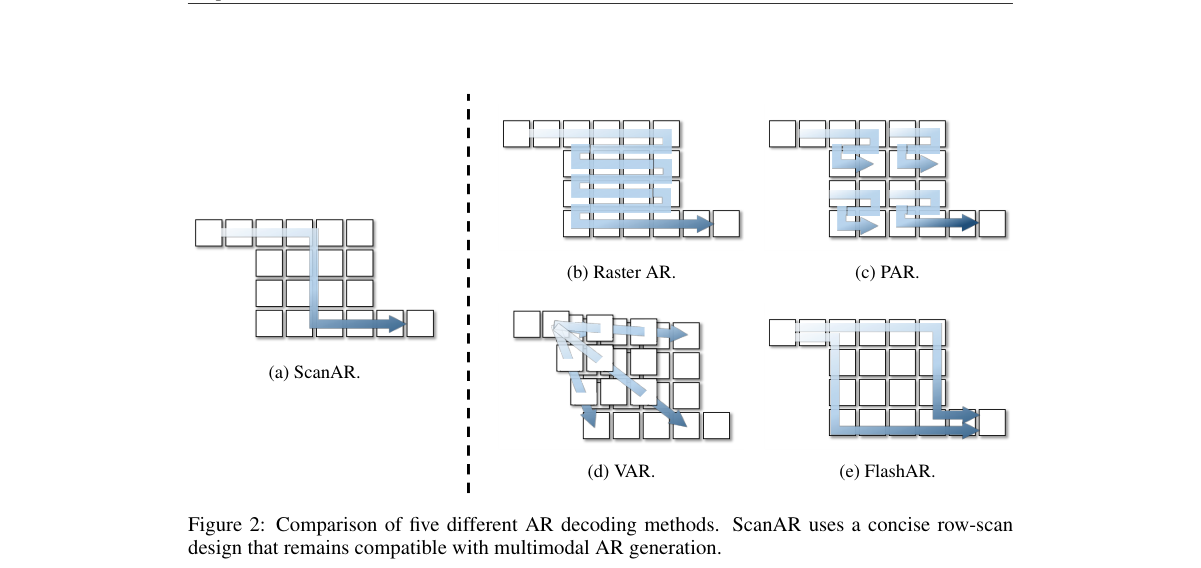 (a) ScanAR.
(b) Raster AR.
(c) PAR.
(d) VAR.
(e) FlashAR.
Figure 2: Comparison of five different AR decoding methods. ScanAR uses a concise row-scan
design that remains compatible with multimodal AR generation.